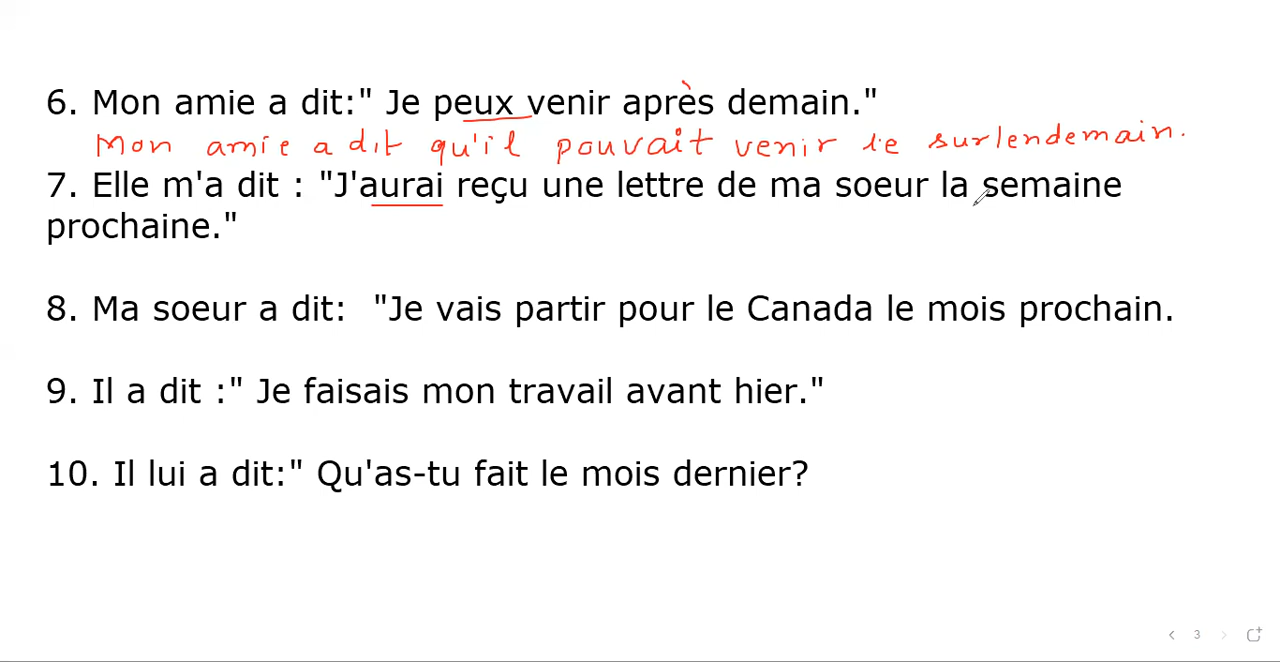 6. Mon amie a dit:" Je peux venir après demain."
Mon amie a dit qu'il pouvait venir le surlendemain.
7. Elle m'a dit : "J'aurai reçu une lettre de ma soeur la semaine
prochaine."
8. Ma soeur a dit:  "Je vais partir pour le Canada le mois prochain.
9. Il a dit :" Je faisais mon travail avant hier."
10. Il lui a dit:" Qu'as-tu fait le mois dernier?
3